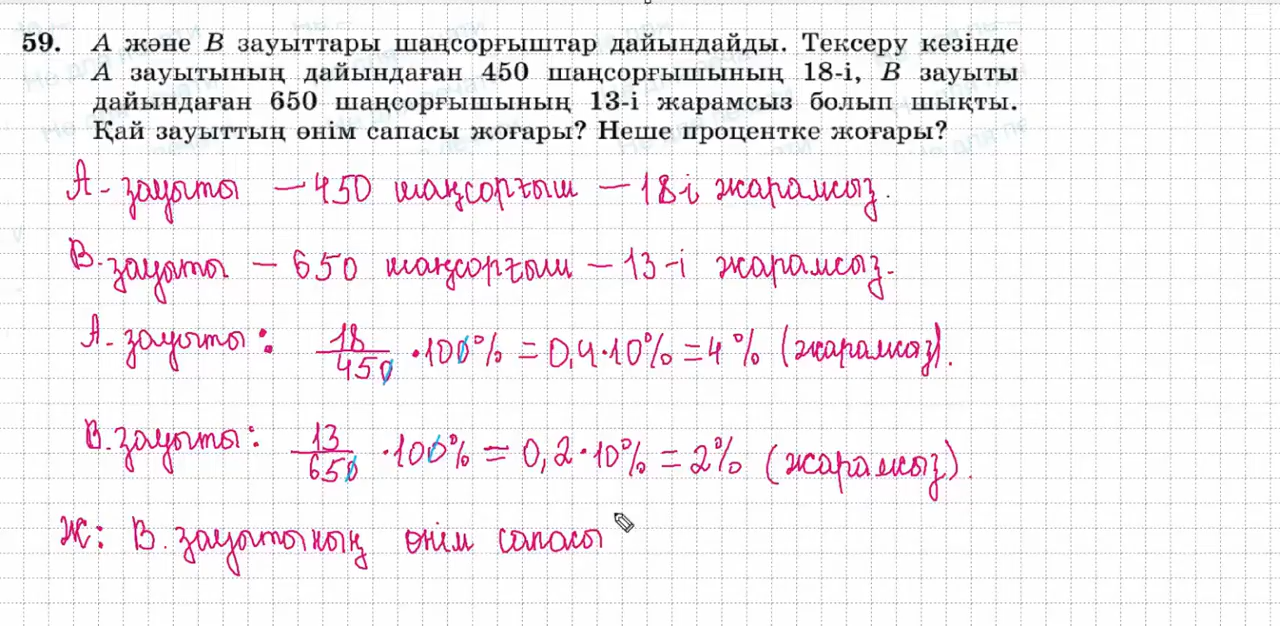 59. А және В зауыттары шаңсорғыштар дайындайды. Тексеру кезінде
А зауытының дайындаған 450 шаңсорғышының 18-і, В зауыты
дайындаған 650 шаңсорғышының 13-і жарамсыз болып шықты.
Қай зауыттың өнім сапасы жоғары? Неше процентке жоғары?
А- зауыты — 450 шаңсорғыш — 18-і жарамсыз.
В. зауыты — 650 шаңсорғыш — 13-і жарамсыз.
А- зауыты: 18/450 · 100% = 0,4·10% = 4% (жарамсыз).
В. зауыты: 13/650 · 100% = 0,2·10% = 2% (жарамсыз).
Ж: В. зауытының өнім сапасы